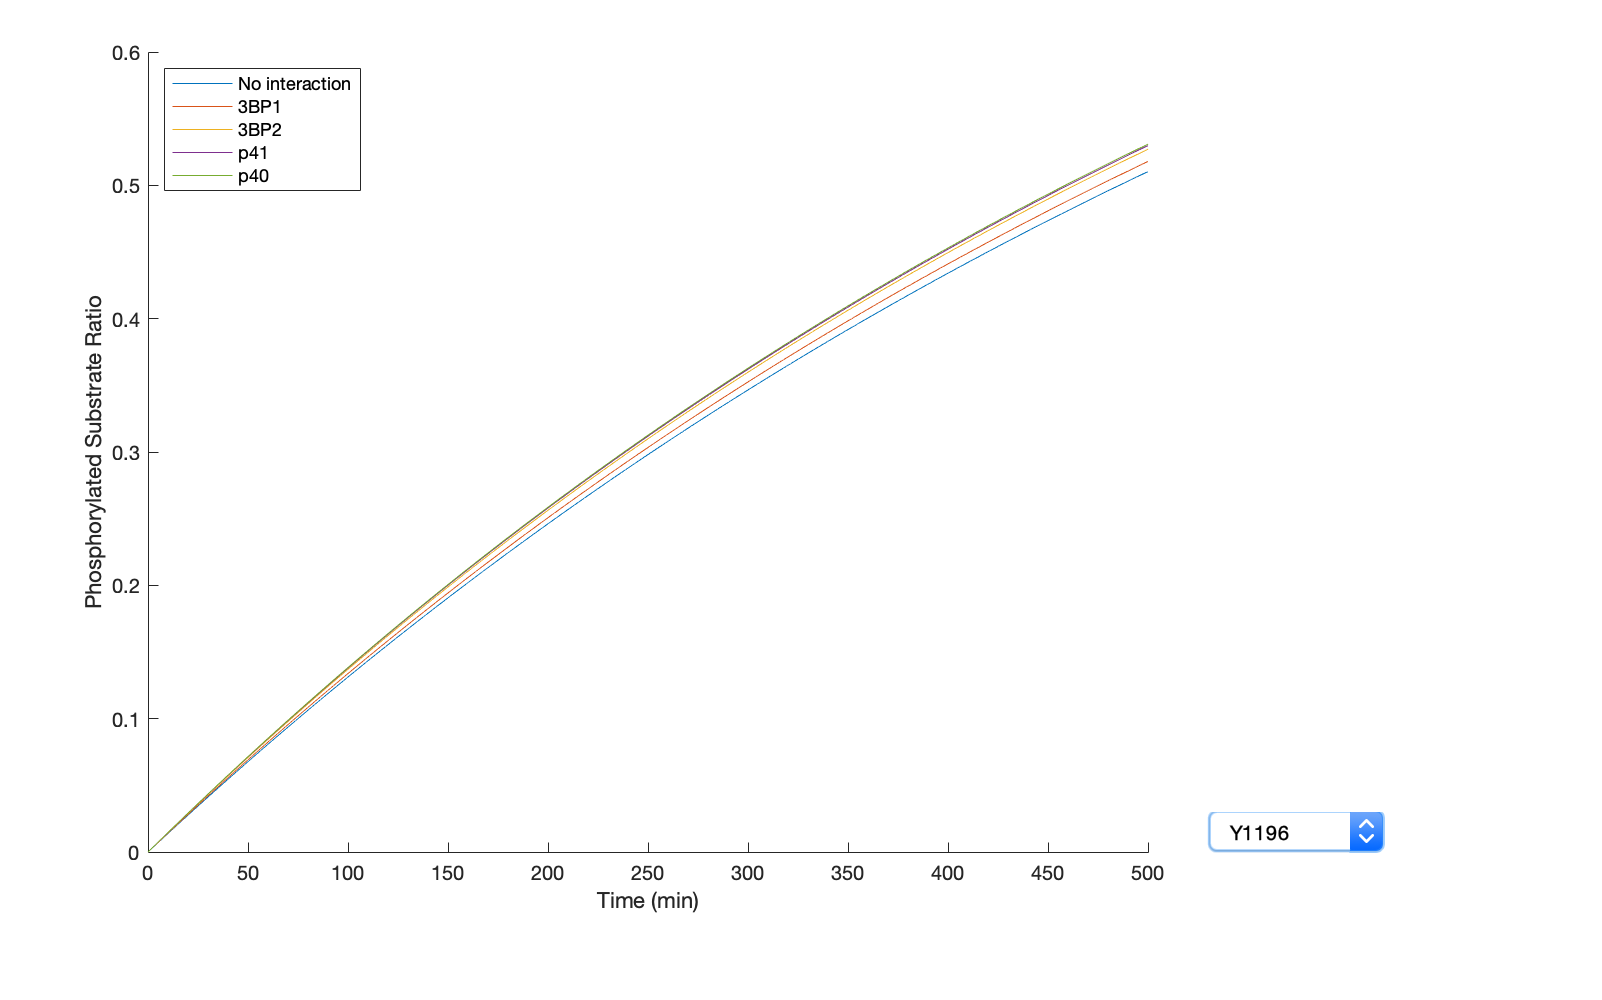 0.6
No interaction
3BP1
3BP2
p41
p40
0.5
0.4
0.3
0.2
0.1
0
Phosphorylated Substrate Ratio
0 50 100 150 200 250 300 350 400 450 500
Time (min)
Y1196